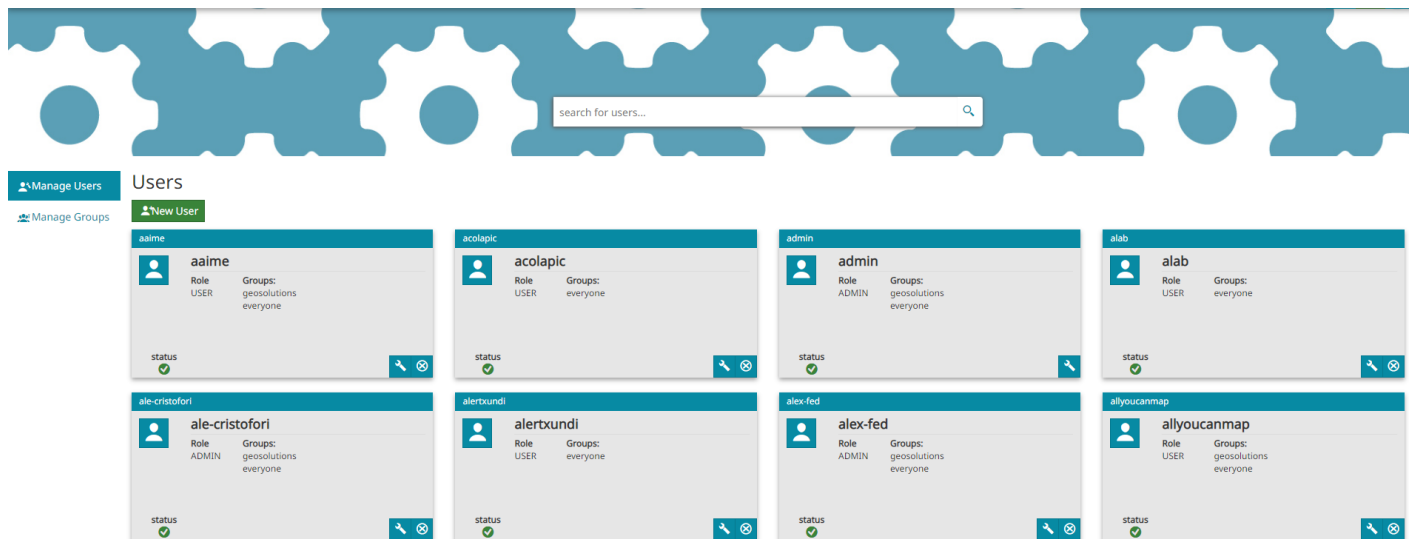 search for users...
Manage Users
Manage Groups
Users
New User
aaime
aaime
Role Groups:
USER geosolutions
everyone
status
acolapic
acolapic
Role Groups:
USER everyone
status
admin
admin
Role Groups:
ADMIN geosolutions
everyone
status
alab
alab
Role Groups:
USER everyone
status
ale-cristofori
ale-cristofori
Role Groups:
ADMIN geosolutions
everyone
status
alertxundi
alertxundi
Role Groups:
USER everyone
status
alex-fed
alex-fed
Role Groups:
ADMIN geosolutions
everyone
status
allyoucanmap
allyoucanmap
Role Groups:
USER geosolutions
everyone
status